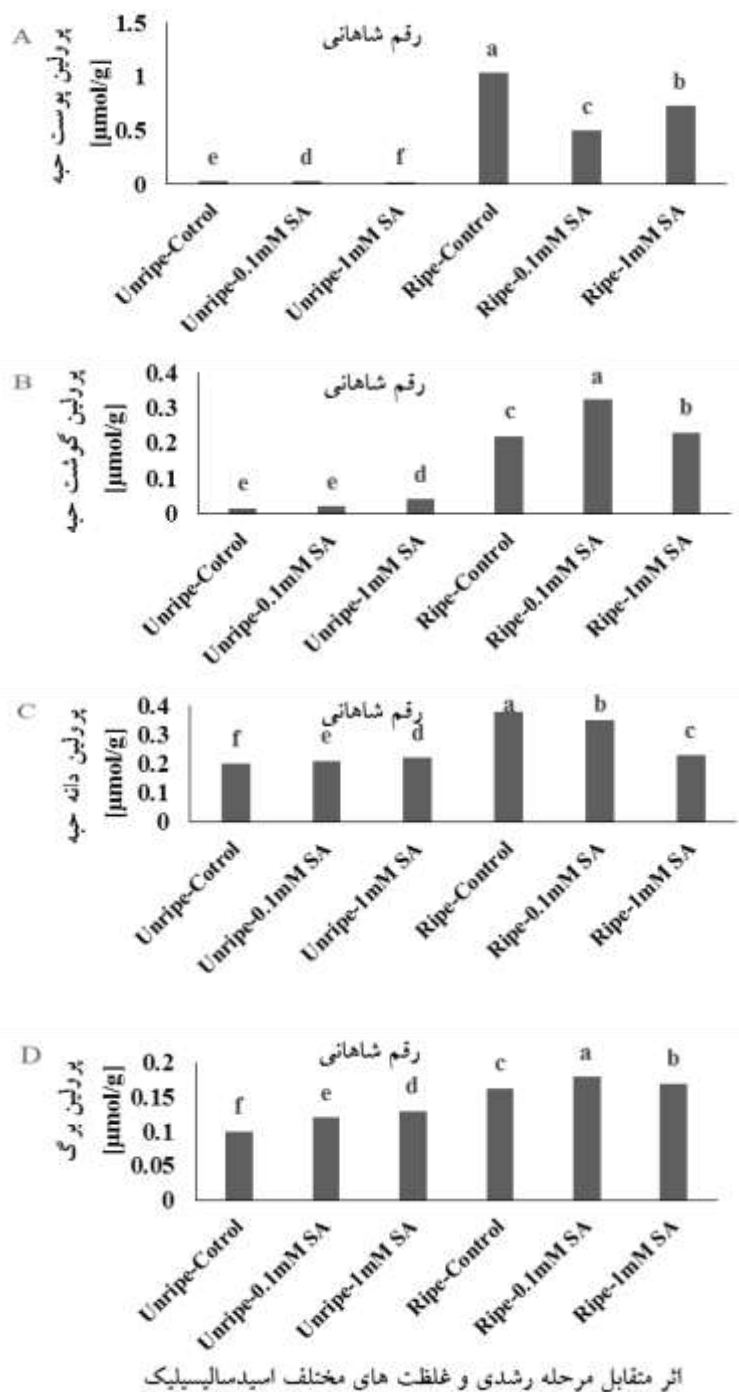 A
رقم شاهانی
پرولین پوست حبه
[µmol/g]
1.5
1
0.5
0
e
d
f
a
c
b
Unripe-Cotrol
Unripe-0.1mM SA
Unripe-1mM SA
Ripe-Control
Ripe-0.1mM SA
Ripe-1mM SA
B
رقم شاهانی
پرولین گوشت حبه
[µmol/g]
0.4
0.3
0.2
0.1
0
e
e
d
c
a
b
Unripe-Cotrol
Unripe-0.1mM SA
Unripe-1mM SA
Ripe-Control
Ripe-0.1mM SA
Ripe-1mM SA
C
رقم شاهانی
پرولین دانه حبه
[µmol/g]
0.4
0.3
0.2
0.1
0
f
e
d
a
b
c
Unripe-Cotrol
Unripe-0.1mM SA
Unripe-1mM SA
Ripe-Control
Ripe-0.1mM SA
Ripe-1mM SA
D
رقم شاهانی
پرولین برگ
[µmol/g]
0.2
0.15
0.1
0.05
0
f
e
d
c
a
b
Unripe-Cotrol
Unripe-0.1mM SA
Unripe-1mM SA
Ripe-Control
Ripe-0.1mM SA
Ripe-1mM SA
اثر متقابل مرحله رشدی و غلظت های مختلف اسیدسالیسیلیک